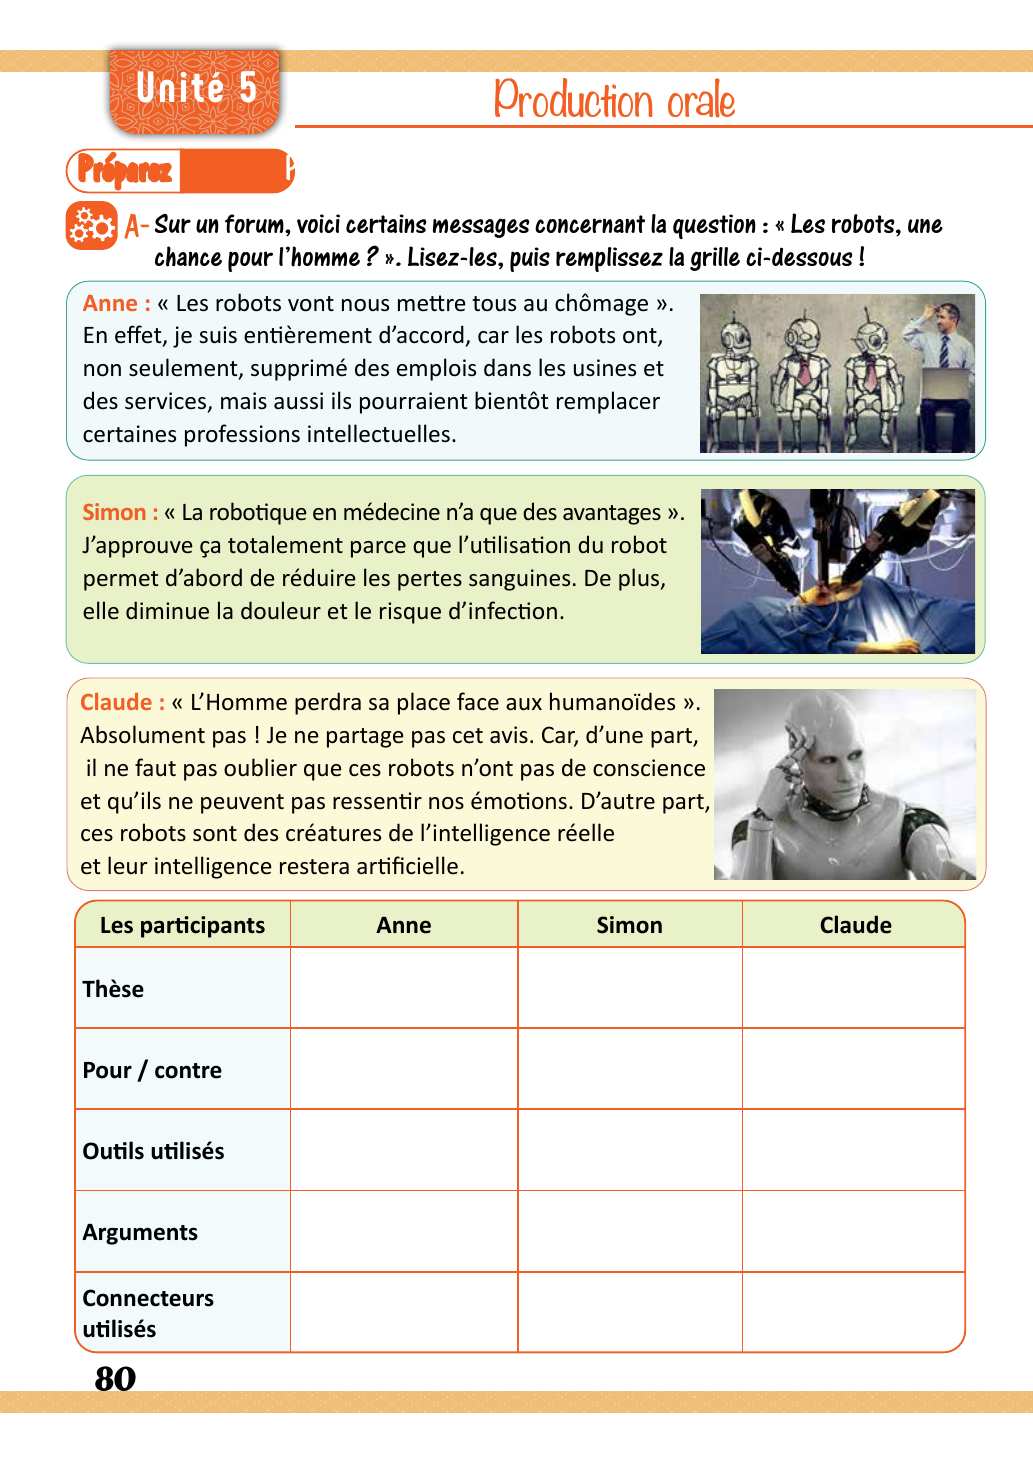 Unité 5
Production orale
Préparez
A- Sur un forum, voici certains messages concernant la question : « Les robots, une
chance pour l'homme ? ». Lisez-les, puis remplissez la grille ci-dessous !
Anne : « Les robots vont nous mettre tous au chômage ».
En effet, je suis entièrement d'accord, car les robots ont,
non seulement, supprimé des emplois dans les usines et
des services, mais aussi ils pourraient bientôt remplacer
certaines professions intellectuelles.
Simon : « La robotique en médecine n'a que des avantages ».
J'approuve ça totalement parce que l'utilisation du robot
permet d'abord de réduire les pertes sanguines. De plus,
elle diminue la douleur et le risque d'infection.
Claude : « L'Homme perdra sa place face aux humanoïdes ».
Absolument pas ! Je ne partage pas cet avis. Car, d'une part,
il ne faut pas oublier que ces robots n'ont pas de conscience
et qu'ils ne peuvent pas ressentir nos émotions. D'autre part,
ces robots sont des créatures de l'intelligence réelle
et leur intelligence restera artificielle.
Les participants Anne Simon Claude
Thèse
Pour / contre
Outils utilisés
Arguments
Connecteurs
utilisés
80